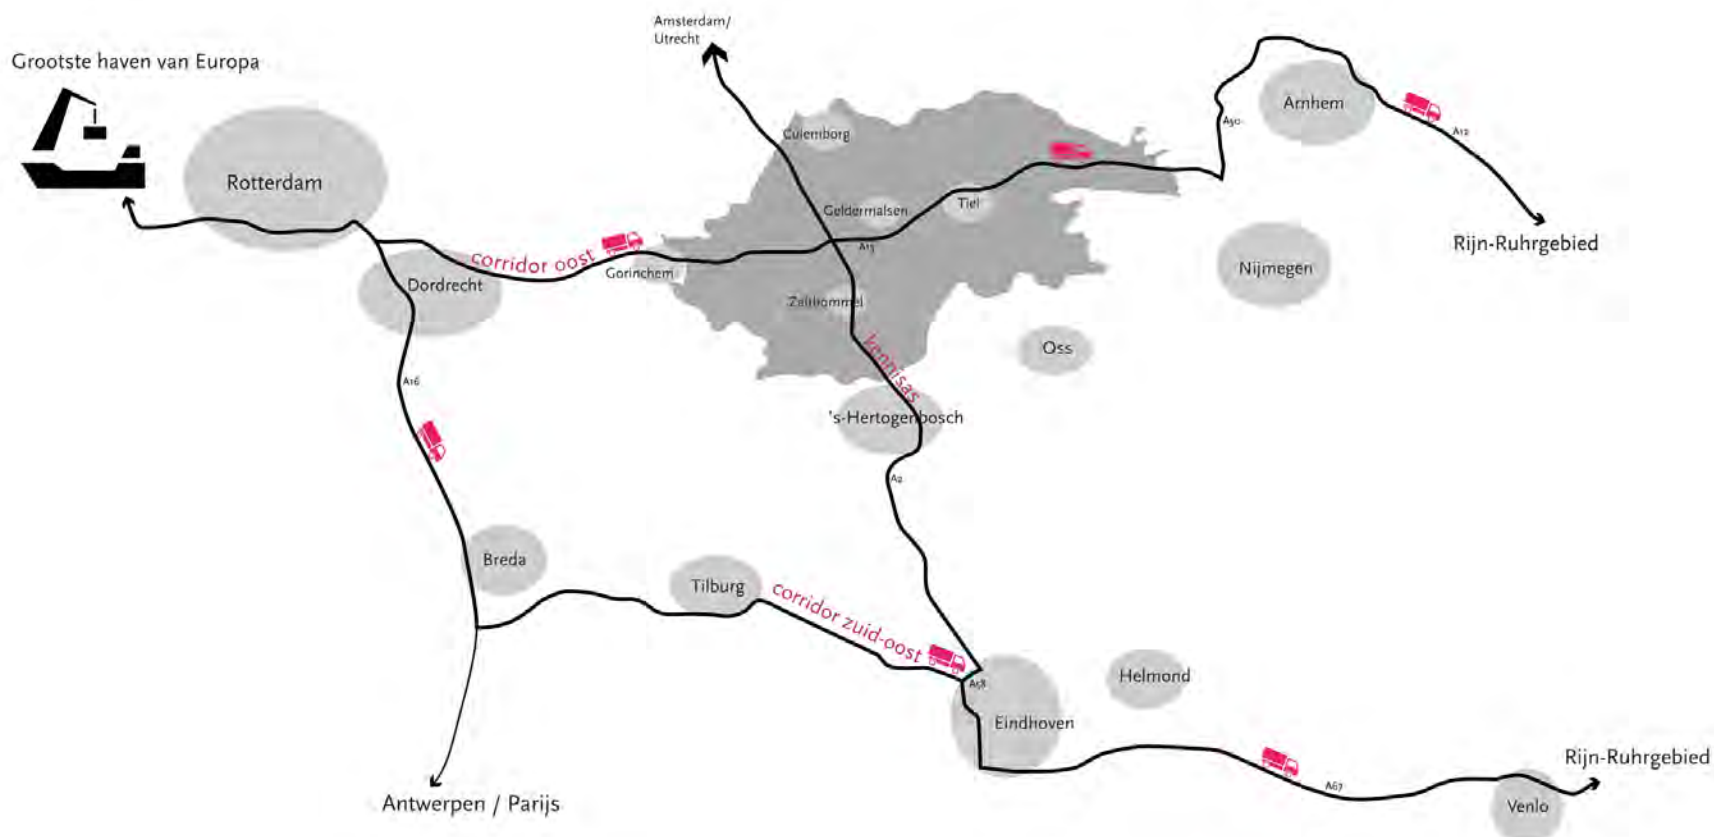 Amsterdam/
Utrecht
Grootste haven van Europa
Arnhem
A50
A12
Culemborg
Rotterdam
Tiel
Geldermalsen
A15
Rijn-Ruhrgebied
corridor oost
Gorinchem
Nijmegen
Dordrecht
Zaltbommel
Oss
kennisas
A16
's-Hertogenbosch
A2
Breda
Tilburg
corridor zuid-oost
A58
Helmond
Eindhoven
Rijn-Ruhrgebied
A67
Antwerpen / Parijs
Venlo